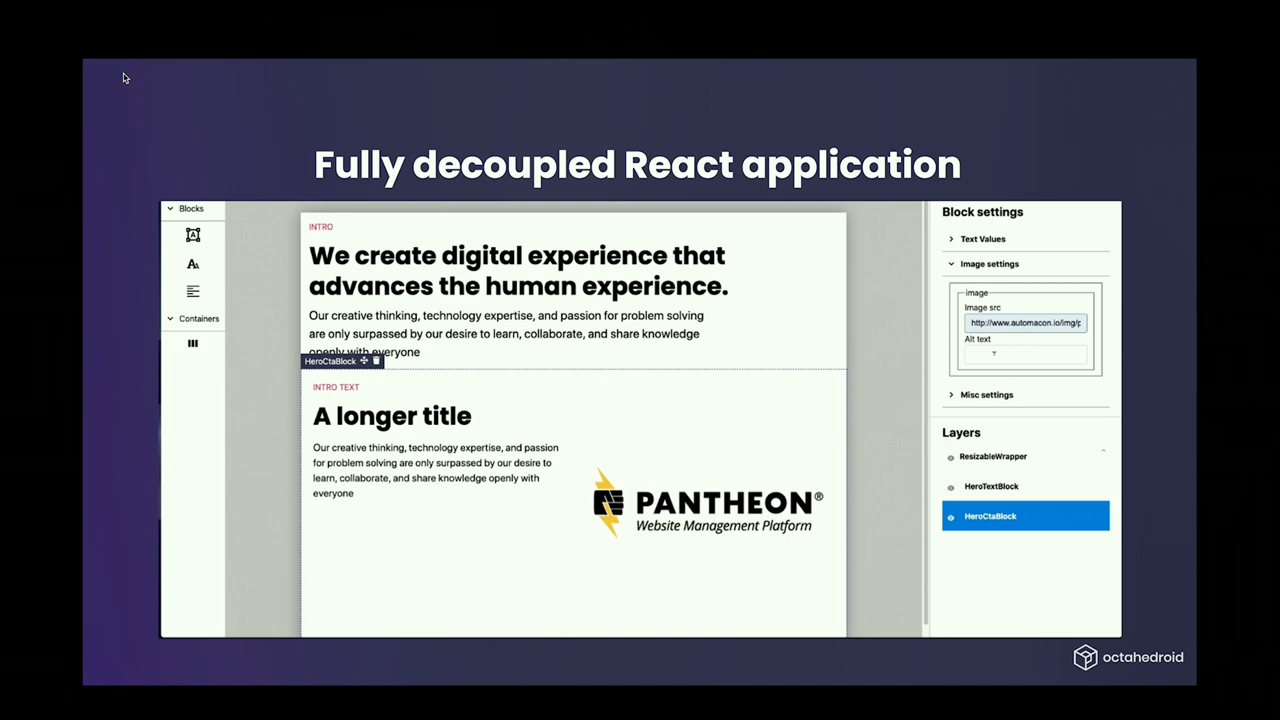 Fully decoupled React application
Blocks
Containers
INTRO
We create digital experience that
advances the human experience.
Our creative thinking, technology expertise, and passion for problem solving
are only surpassed by our desire to learn, collaborate, and share knowledge
openly with everyone
HeroCtaBlock
INTRO TEXT
A longer title
Our creative thinking, technology expertise, and passion
for problem solving are only surpassed by our desire to
learn, collaborate, and share knowledge openly with
everyone
PANTHEON®
Website Management Platform
Block settings
Text Values
Image settings
image
Image src
http://www.automacon.io/img/p
Alt text
Misc settings
Layers
ResizableWrapper
HeroTextBlock
HeroCtaBlock
octahedroid